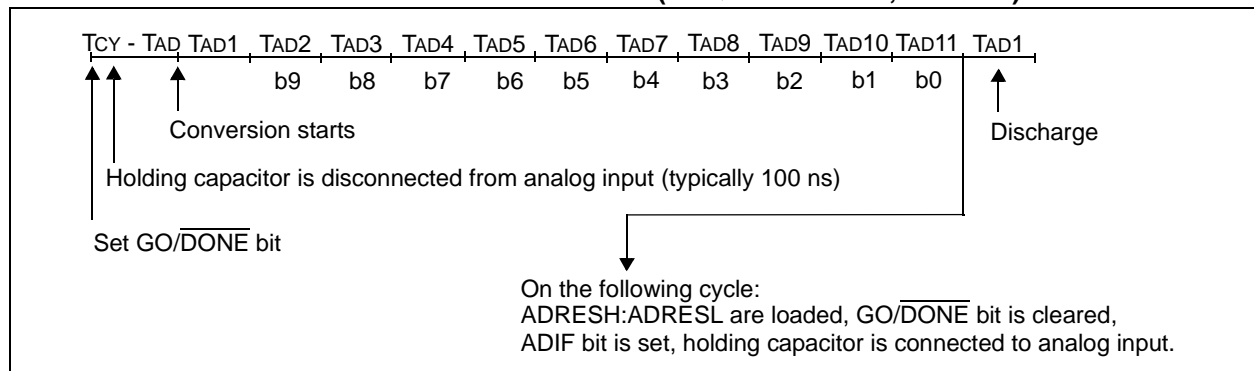 TCY - TAD TAD1 TAD2 TAD3 TAD4 TAD5 TAD6 TAD7 TAD8 TAD9 TAD10 TAD11 TAD1
b9 b8 b7 b6 b5 b4 b3 b2 b1 b0
Conversion starts
Discharge
Holding capacitor is disconnected from analog input (typically 100 ns)
Set GO/DONE bit
On the following cycle:
ADRESH:ADRESL are loaded, GO/DONE bit is cleared,
ADIF bit is set, holding capacitor is connected to analog input.